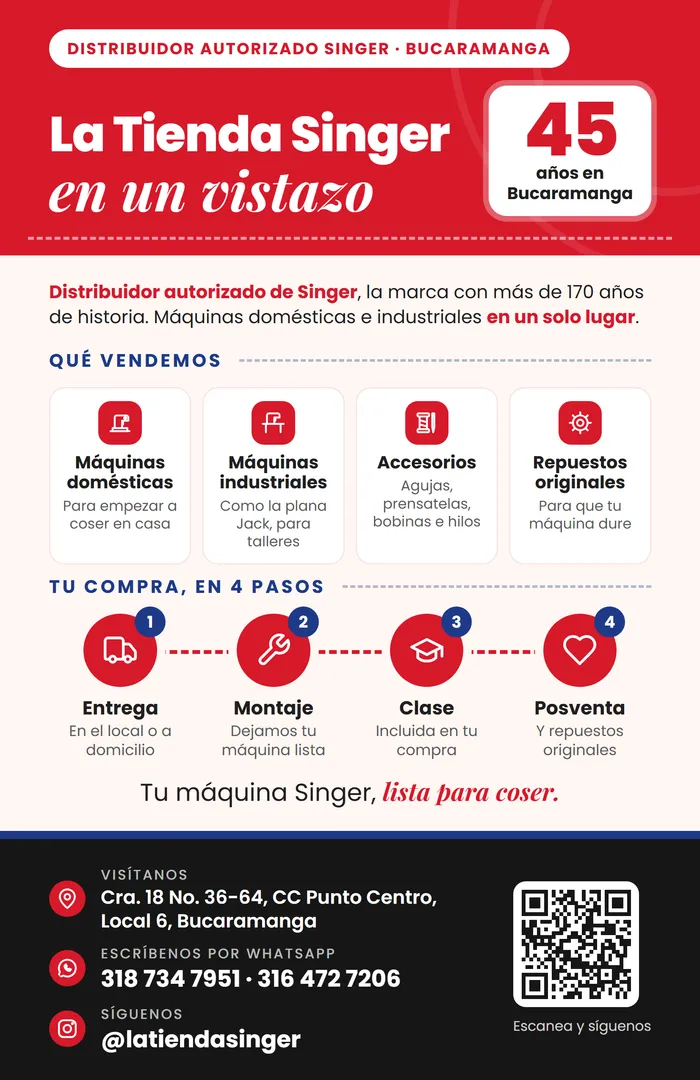 DISTRIBUIDOR AUTORIZADO SINGER · BUCARAMANGA
La Tienda Singer
en un vistazo
45
años en
Bucaramanga
Distribuidor autorizado de Singer, la marca con más de 170 años
de historia. Máquinas domésticas e industriales en un solo lugar.
QUÉ VENDEMOS
Máquinas
domésticas
Para empezar a
coser en casa
Máquinas
industriales
Como la plana
Jack, para
talleres
Accesorios
Agujas,
prensatelas,
bobinas e hilos
Repuestos
originales
Para que tu
máquina dure
TU COMPRA, EN 4 PASOS
1
Entrega
En el local o a
domicilio
2
Montaje
Dejamos tu
máquina lista
3
Clase
Incluida en tu
compra
4
Posventa
Y repuestos
originales
Tu máquina Singer, lista para coser.
VISÍTANOS
Cra. 18 No. 36-64, CC Punto Centro,
Local 6, Bucaramanga
ESCRÍBENOS POR WHATSAPP
318 734 7951 · 316 472 7206
SÍGUENOS
@latiendasinger
Escanea y síguenos